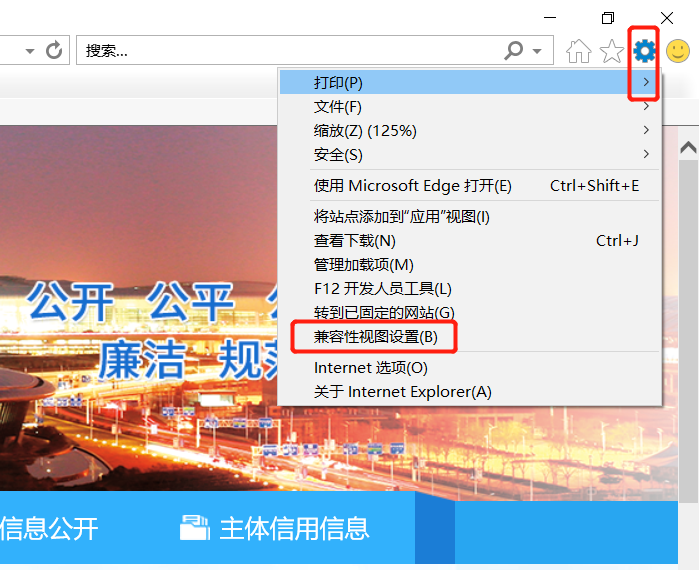 搜索...
打印(P)
文件(F)
缩放(Z) (125%)
安全(S)
使用 Microsoft Edge 打开(E) Ctrl+Shift+E
将站点添加到“应用”视图(I)
查看下载(N) Ctrl+J
管理加载项(M)
F12 开发人员工具(L)
转到已固定的网站(G)
兼容性视图设置(B)
Internet 选项(O)
关于 Internet Explorer(A)
公开 公平
廉洁 规
信息公开 主体信用信息